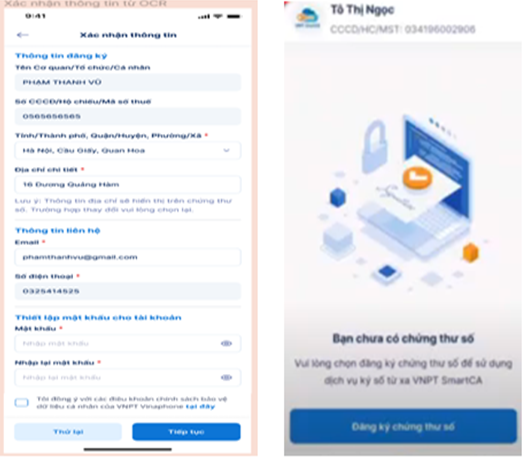 Xác nhận thông tin từ OCR
9:41
Xác nhận thông tin
Thông tin đăng ký
Tên Cơ quan/Tổ chức/Cá nhân
PHẠM THANH VŨ
Số CCCD/Hộ chiếu/Mã số thuế
0565656565
Tỉnh/Thành phố, Quận/Huyện, Phường/Xã *
Hà Nội, Cầu Giấy, Quan Hoa
Địa chỉ chi tiết *
16 Dương Quảng Hàm
Lưu ý: Thông tin địa chỉ sẽ hiển thị trên chứng thư
số. Trường hợp thay đổi vui lòng chọn lại.
Thông tin liên hệ
Email *
phamthanhvu@gmail.com
Số điện thoại *
0325414525
Thiết lập mật khẩu cho tài khoản
Mật khẩu *
Nhập mật khẩu
Nhập lại mật khẩu *
Nhập lại mật khẩu
Tôi đồng ý với các điều khoản chính sách bảo vệ
dữ liệu cá nhân của VNPT Vinaphone tại đây
Thử lại
Tiếp tục
Tô Thị Ngọc
CCCD/HC/MST: 034196002906
Bạn chưa có chứng thư số
Vui lòng chọn đăng ký chứng thư số để sử dụng
dịch vụ ký số từ xa VNPT SmartCA
Đăng ký chứng thư số